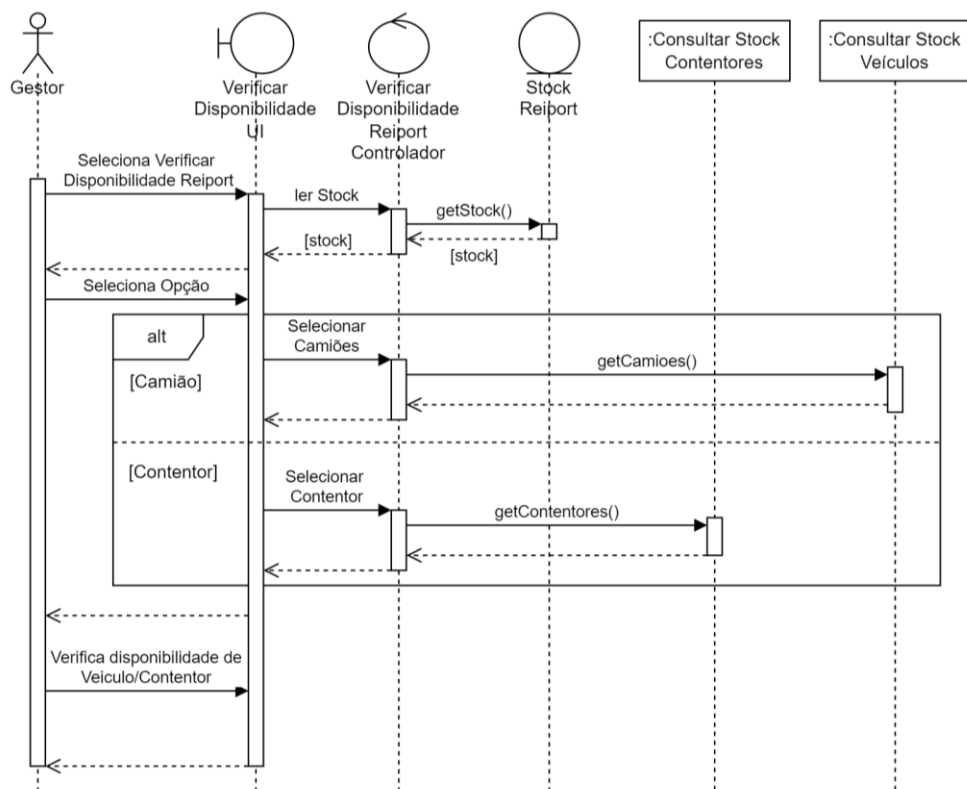 :Consultar Stock
Contentores
:Consultar Stock
Veículos
Gestor
Verificar
Disponibilidade
UI
Verificar
Disponibilidade
Reiport
Controlador
Stock
Reiport
Seleciona Verificar
Disponibilidade Reiport
ler Stock
getStock()
[stock]
[stock]
Seleciona Opção
alt
Selecionar
Camiões
getCamioes()
[Camião]
[Contentor]
Selecionar
Contentor
getContentores()
Verifica disponibilidade de
Veiculo/Contentor